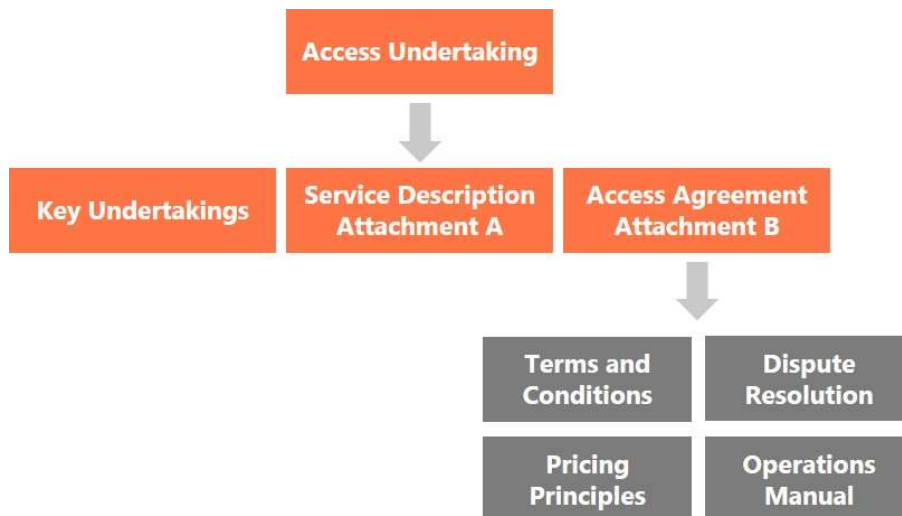 Access Undertaking
Key Undertakings
Service Description
Attachment A
Access Agreement
Attachment B
Terms and
Conditions
Dispute
Resolution
Pricing
Principles
Operations
Manual